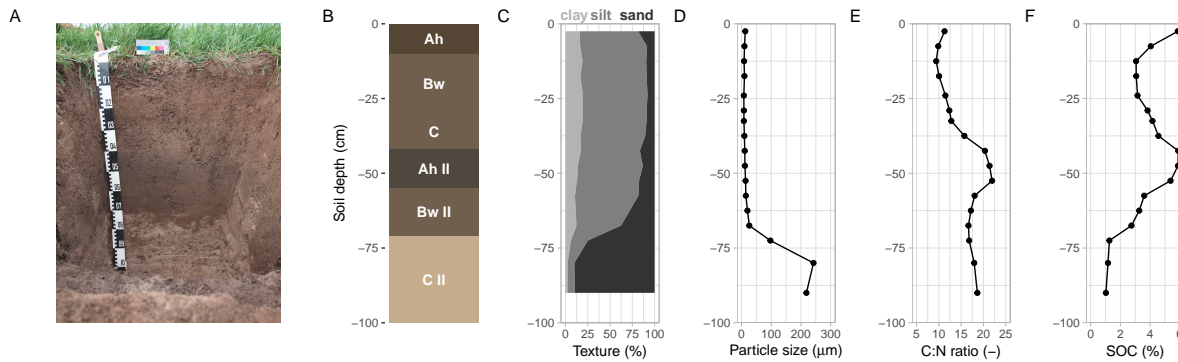 A
B
C
D
E
F
clay silt sand
Soil depth (cm)
0
−25
−50
−75
−100
Ah
Bw
C
Ah II
Bw II
C II
0
−25
−50
−75
−100
0 25 50 75 100
Texture (%)
0
−25
−50
−75
−100
0 100 200 300
Particle size (μm)
0
−25
−50
−75
−100
5 10 15 20 25
C:N ratio (−)
0
−25
−50
−75
−100
0 2 4 6
SOC (%)